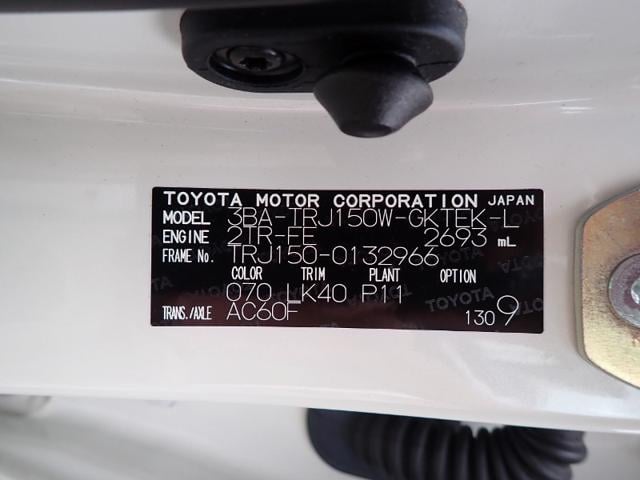 TOYOTA MOTOR CORPORATION JAPAN
MODEL 3BA-TRJ150W-GKTEK-L
ENGINE 2TR-FE 2693 mL
FRAME No. TRJ150-0132966
COLOR TRIM PLANT OPTION
070 LK40 P11
TRANS./AXLE AC60F 1309